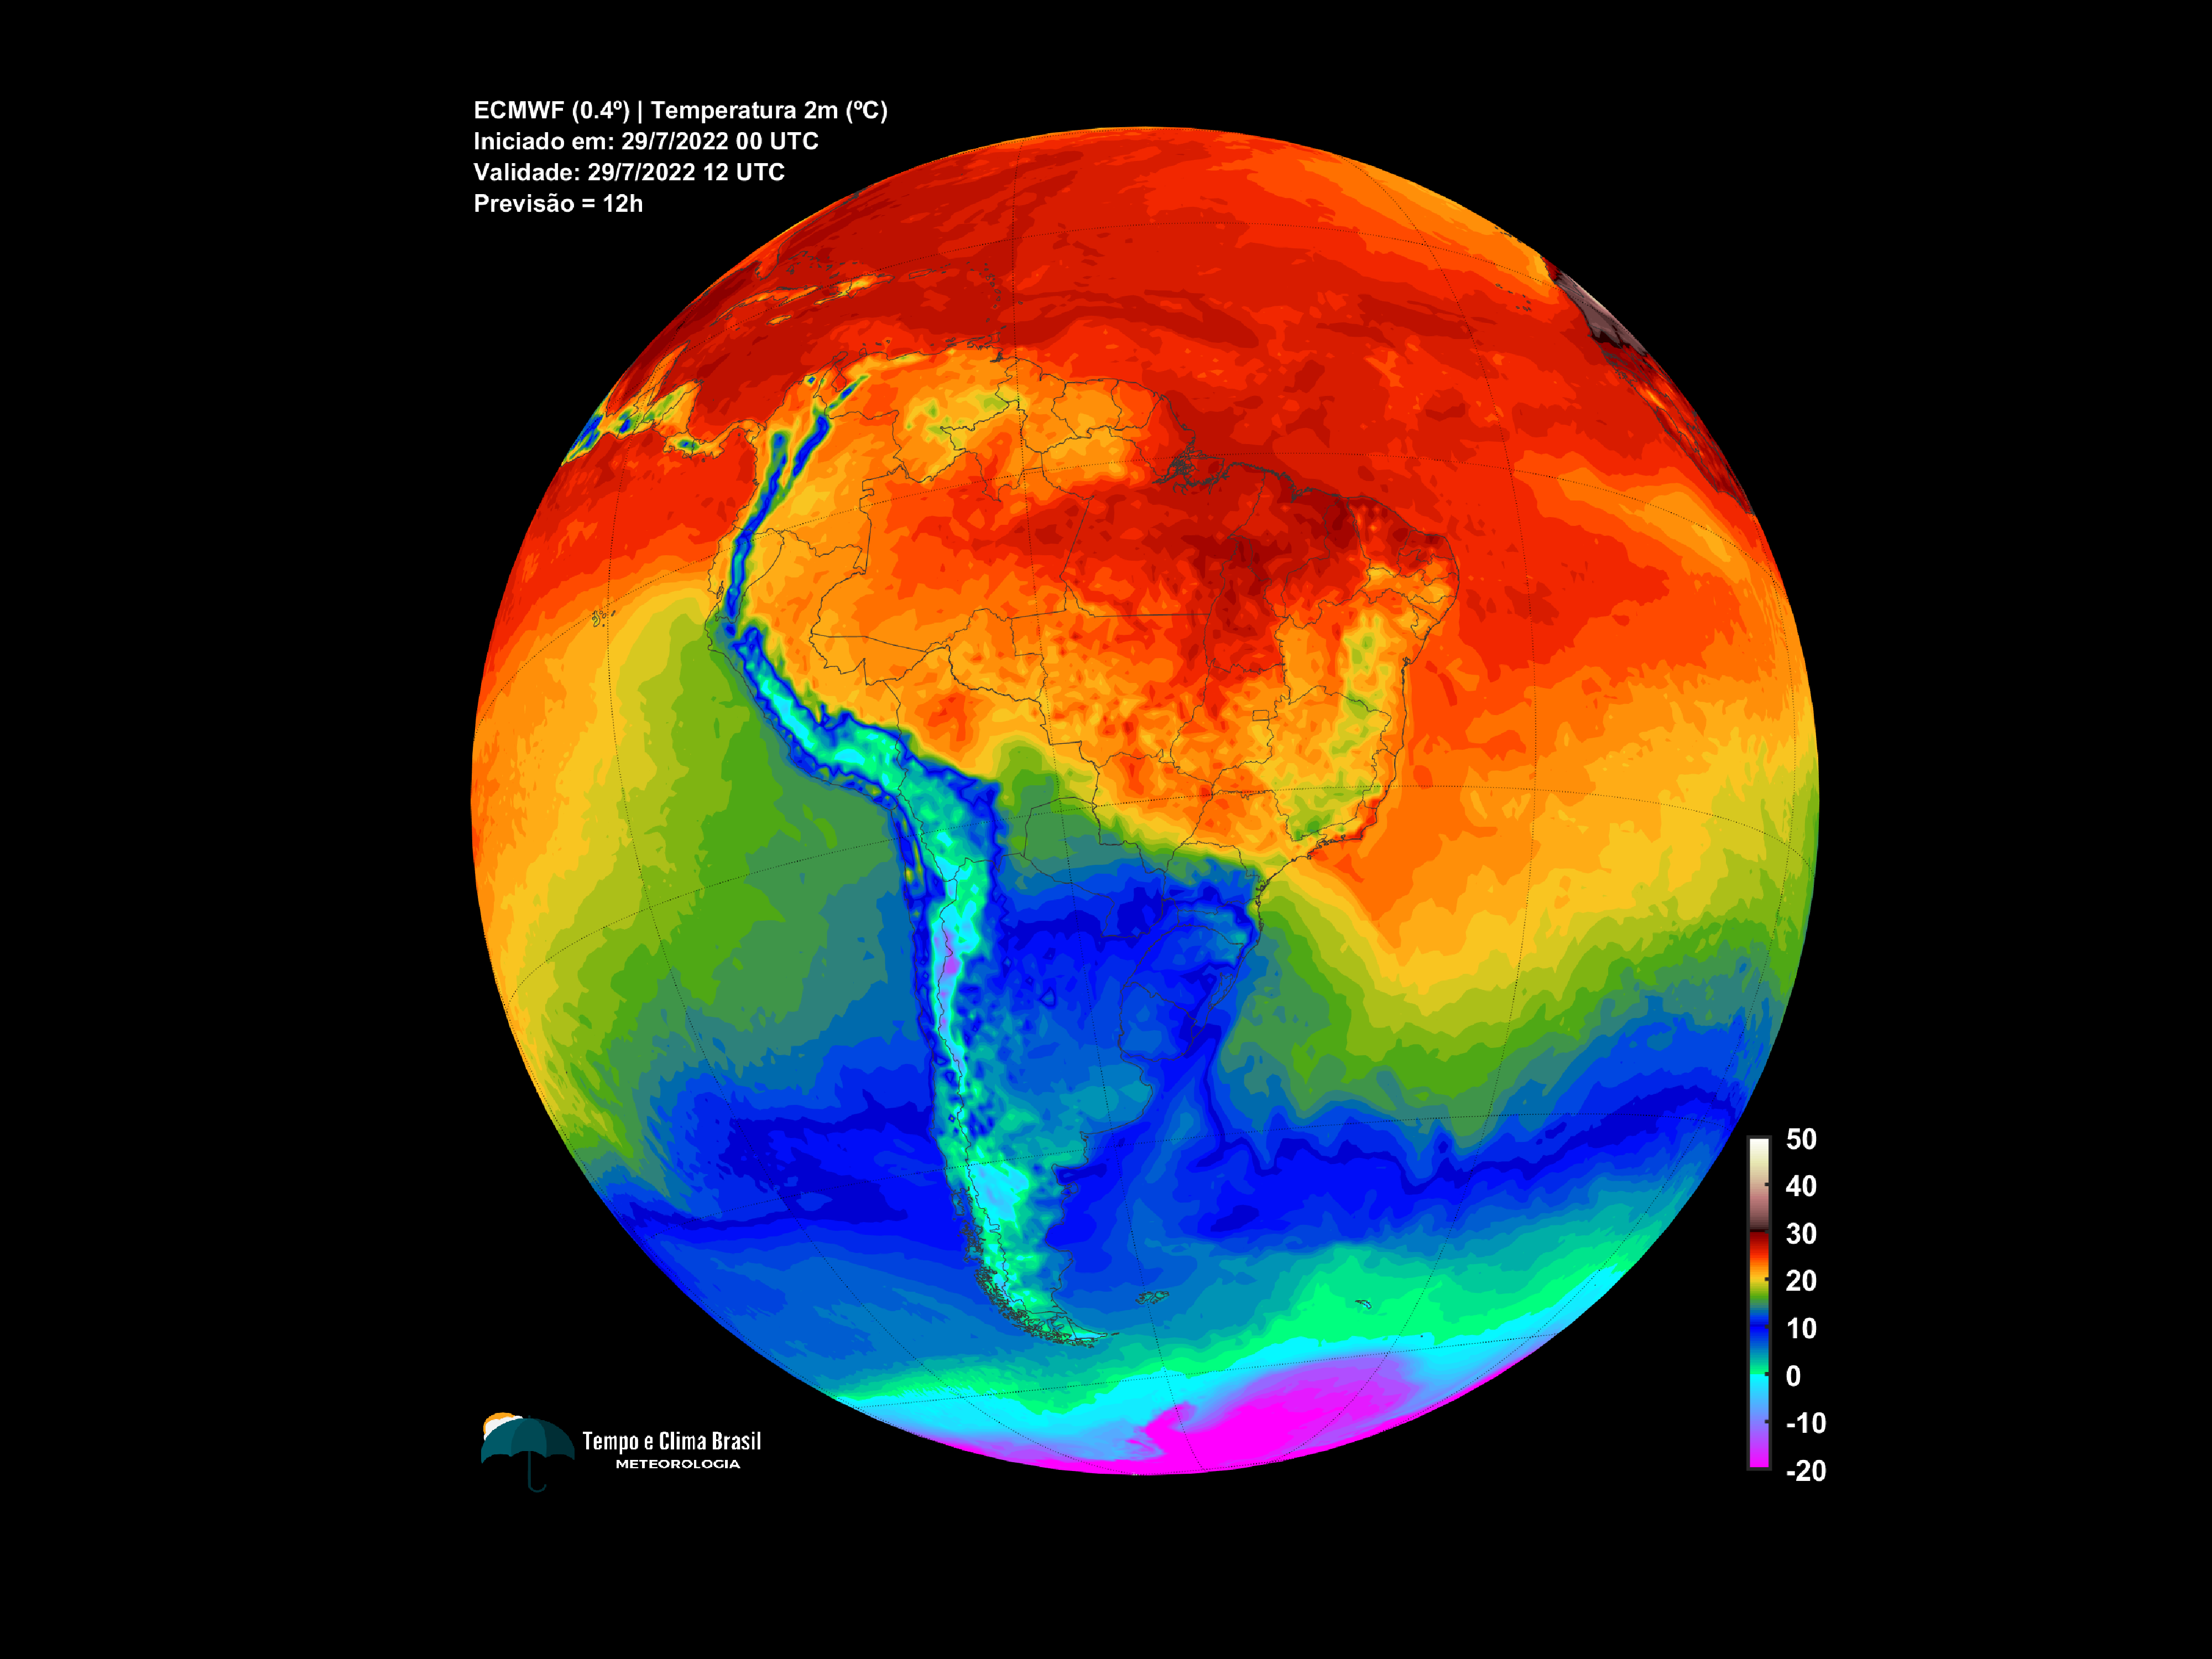 ECMWF (0.4º) | Temperatura 2m (ºC)
Iniciado em: 29/7/2022 00 UTC
Validade: 29/7/2022 12 UTC
Previsão = 12h
50
40
30
20
10
0
-10
-20
Tempo e Clima Brasil
METEOROLOGIA